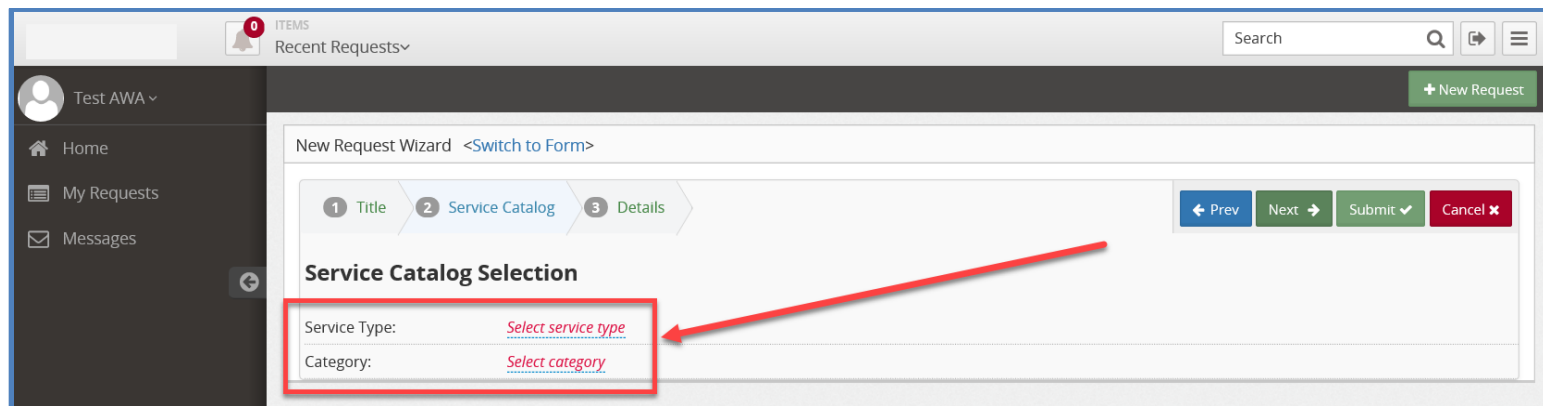 0
ITEMS
Recent Requests
Search
Test AWA
+ New Request
Home
My Requests
Messages
New Request Wizard <Switch to Form>
1 Title 2 Service Catalog 3 Details
Prev Next Submit Cancel
Service Catalog Selection
Service Type: Select service type
Category: Select category